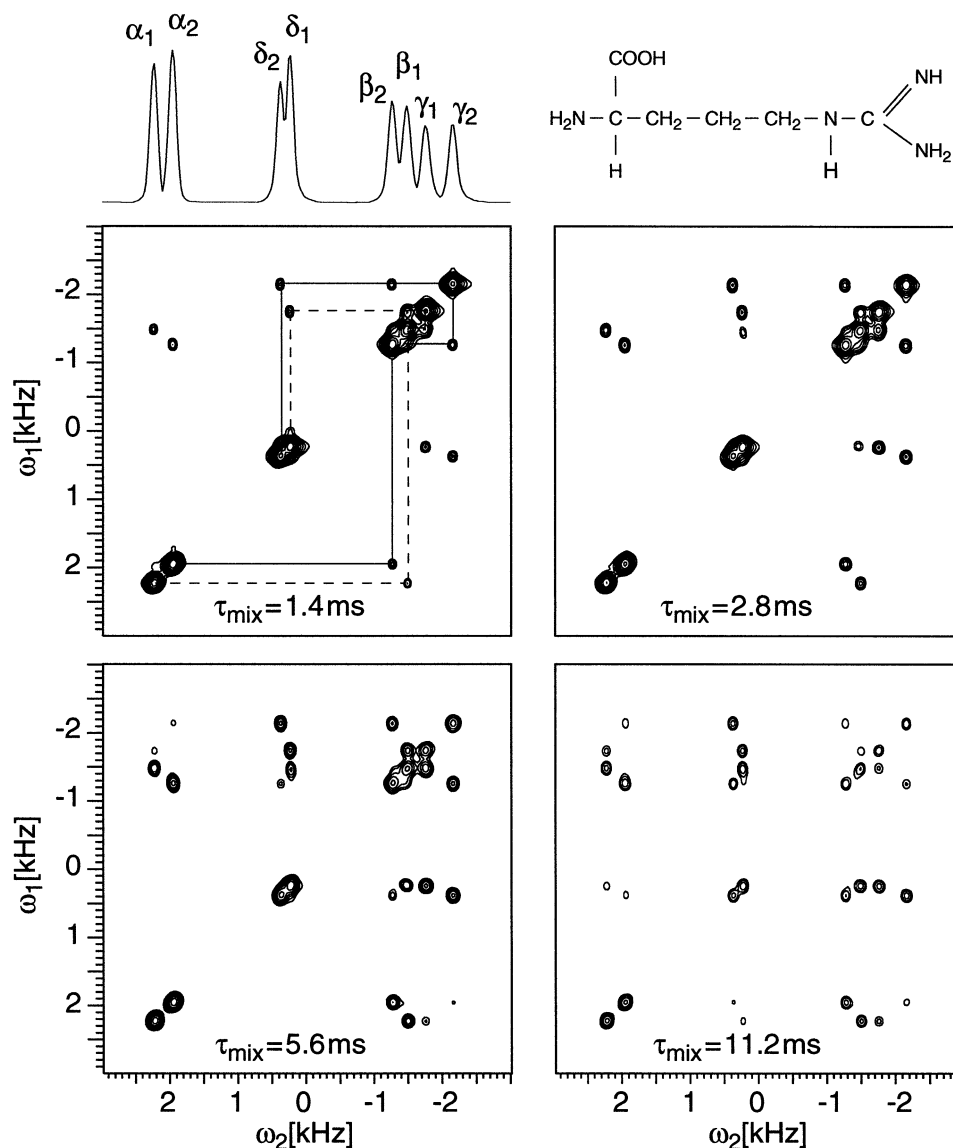 α₁ α₂ δ₂ δ₁ β₂ β₁ γ₁ γ₂
COOH
NH
H₂N C CH₂ CH₂ CH₂ N C
NH₂
H H
ω₁[kHz]
-2
-1
0
1
2
τmix=1.4ms
τmix=2.8ms
ω₁[kHz]
-2
-1
0
1
2
τmix=5.6ms
τmix=11.2ms
2 1 0 -1 -2
2 1 0 -1 -2
ω₂[kHz]
ω₂[kHz]